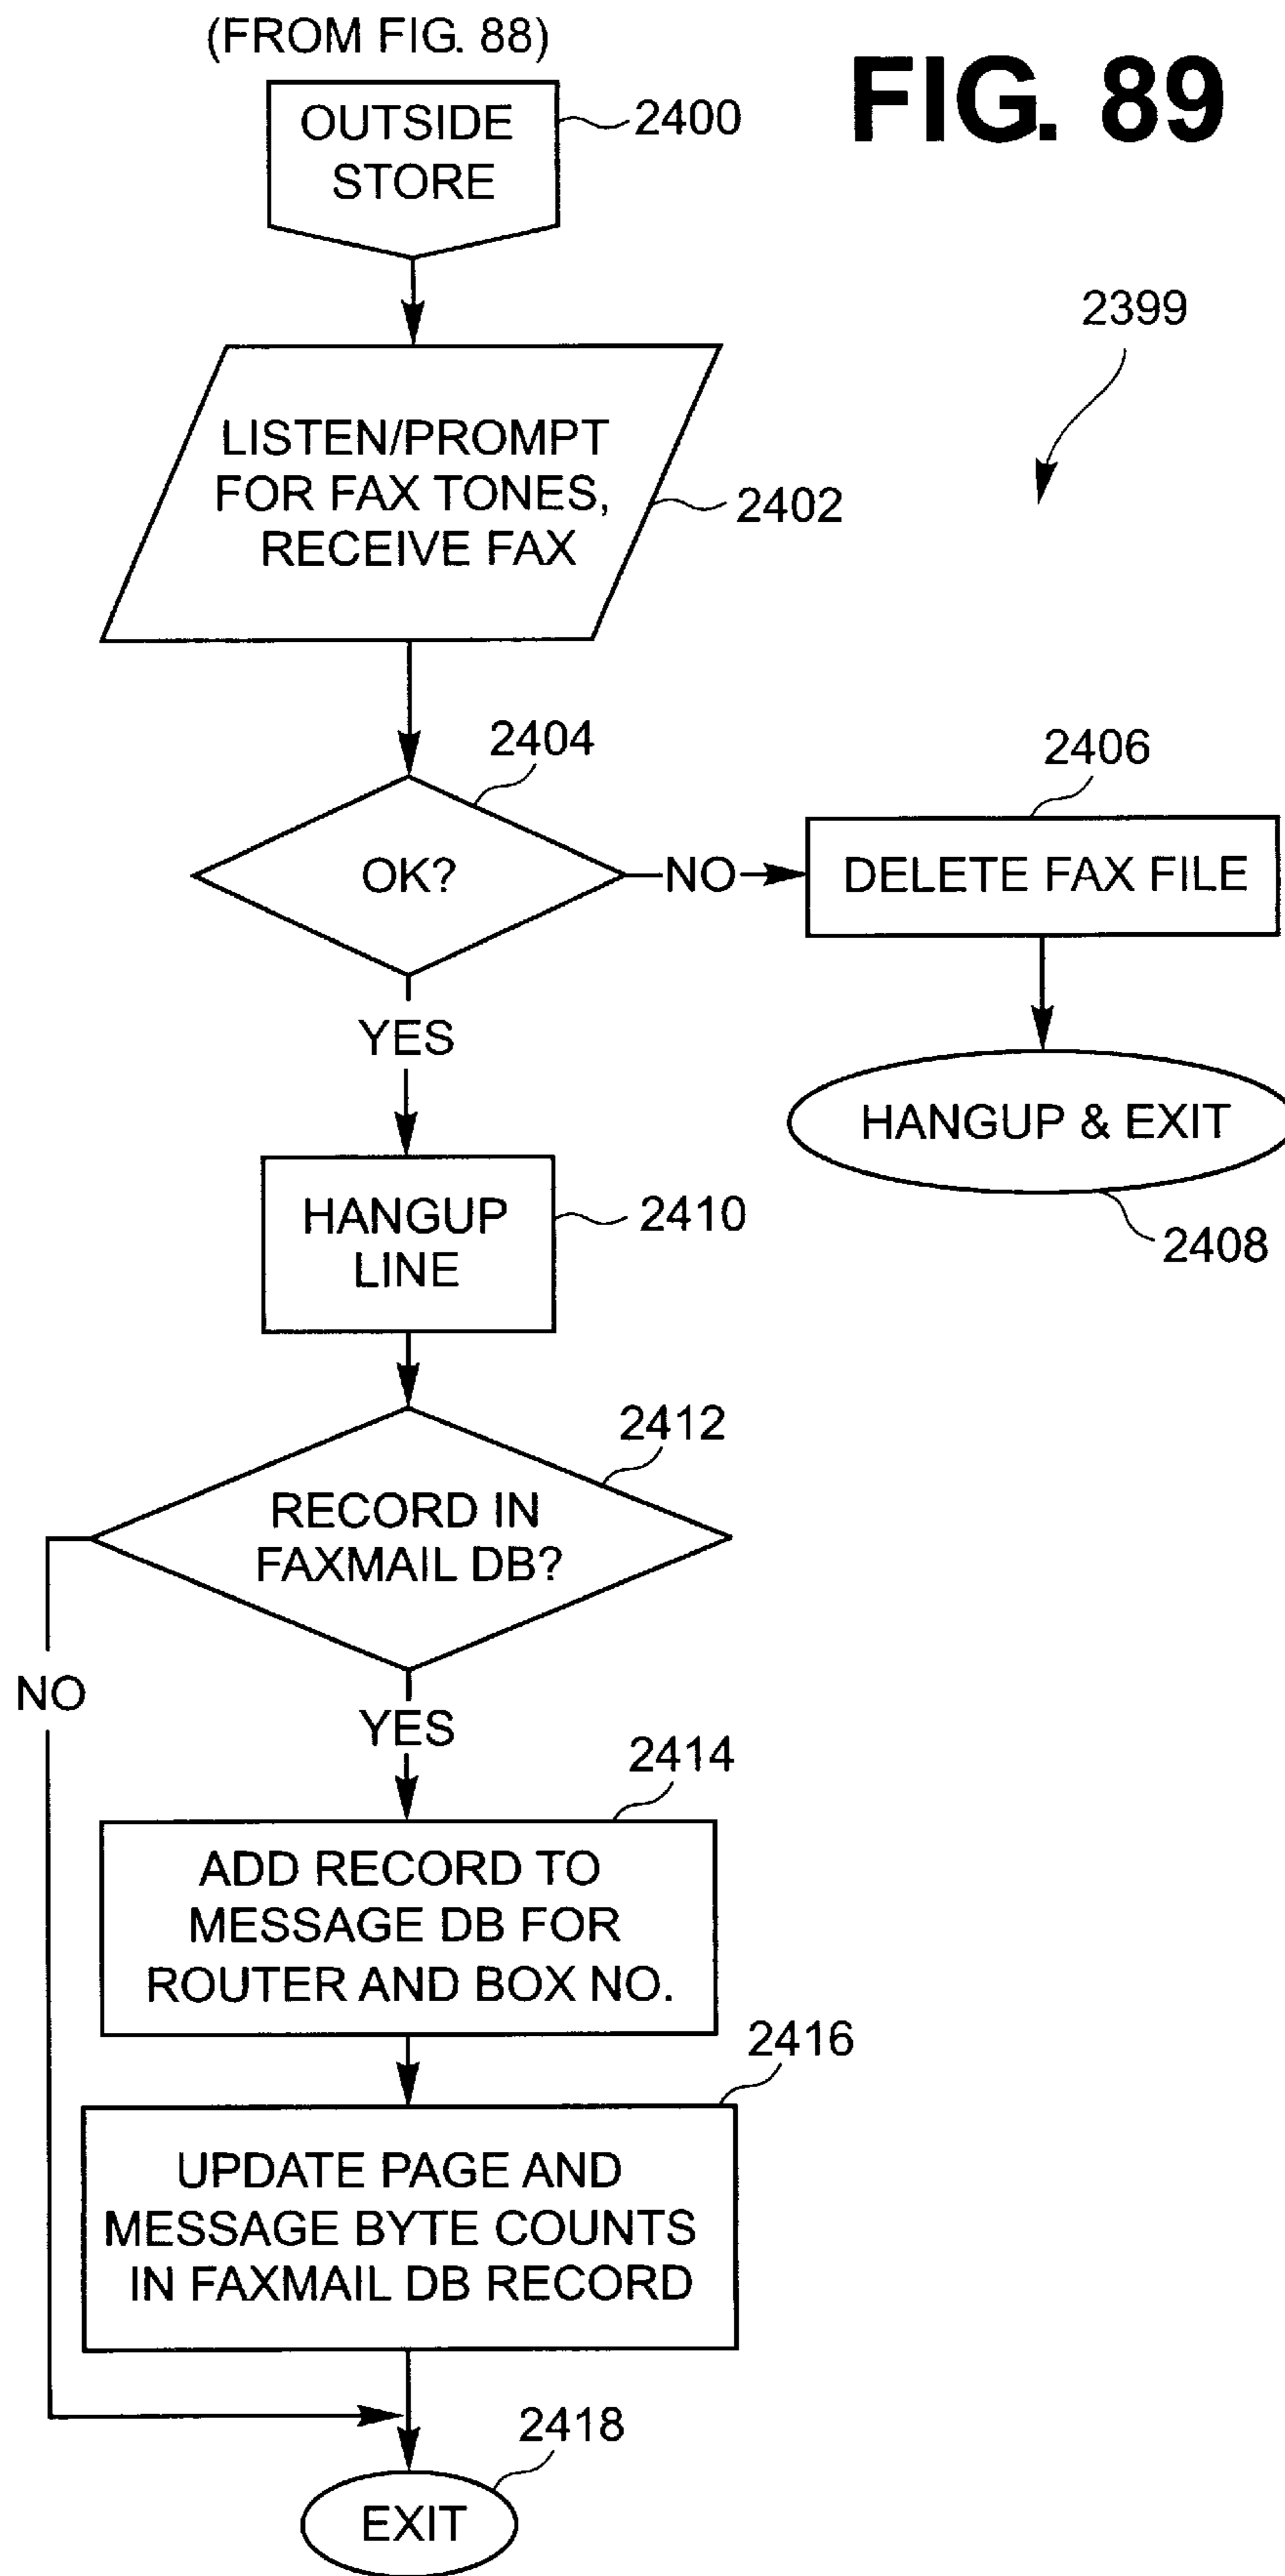 (FROM FIG. 88)
FIG. 89
OUTSIDE
STORE
2400
2399
LISTEN/PROMPT
FOR FAX TONES,
RECEIVE FAX
2402
2404
OK?
NO
2406
DELETE FAX FILE
YES
HANGUP & EXIT
2408
HANGUP
LINE
2410
2412
RECORD IN
FAXMAIL DB?
NO
YES
2414
ADD RECORD TO
MESSAGE DB FOR
ROUTER AND BOX NO.
2416
UPDATE PAGE AND
MESSAGE BYTE COUNTS
IN FAXMAIL DB RECORD
2418
EXIT